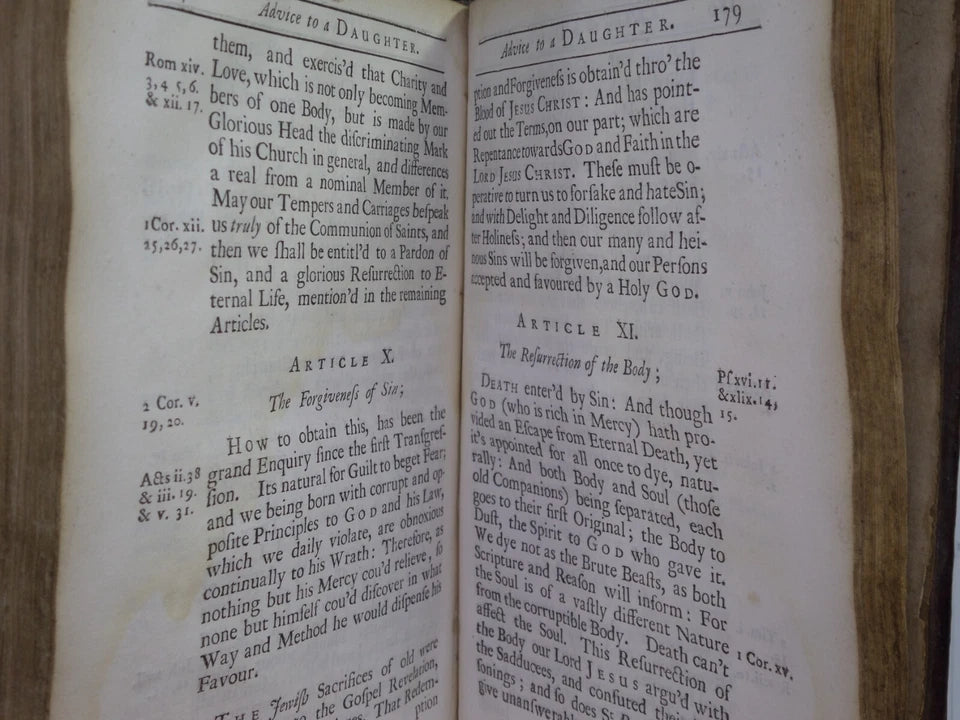 Advice to a DAUGHTER.
them, and exercis'd that Charity and
Rom xiv. 3, 4 5, 6. & xii. 17.
Love, which is not only becoming Mem-
bers of one Body, but is made by our
Glorious Head the diſcriminating Mark
of his Church in general, and differences
a real from a nominal Member of it.
May our Tempers and Carriages beſpeak
1 Cor. xii. 25,26,27.
us truly of the Communion of Saints, and
then we ſhall be entitl'd to a Pardon of
Sin, and a glorious Reſurrection to E-
ternal Life, mention'd in the remaining
Articles.
ARTICLE X.
The Forgiveneſs of Sin;
2 Cor. v. 19, 20.
HOW to obtain this, has been the
grand Enquiry ſince the firſt Tranſgreſ-
Acts ii.38 & iii. 19. & v. 31.
ſion. Its natural for Guilt to beget Fear;
and we being born with corrupt and op-
poſite Principles to GOD and his Law,
which we daily violate, are obnoxious
continually to his Wrath: Therefore, as
nothing but his Mercy cou'd relieve, ſo
none but himſelf cou'd diſcover in what
Way and Method he would diſpenſe his
Favour.
THE Jewiſh Sacrifices of old were
to the Goſpel Revelation,
That Redem-
ption
Advice to a DAUGHTER. 179
ption and Forgiveneſs is obtain'd thro' the
Blood of JESUS CHRIST: And has point-
ed out the Terms, on our part; which are
Repentance towards GOD and Faith in the
LORD JESUS CHRIST. Theſe muſt be o-
perative to turn us to forſake and hate Sin;
and with Delight and Diligence follow af-
ter Holineſs; and then our many and hei-
nous Sins will be forgiven, and our Perſons
accepted and favoured by a Holy GOD.
ARTICLE XI.
The Reſurrection of the Body;
Pſ xvi.11. & xlix.14, 15.
DEATH enter'd by Sin: And though
GOD (who is rich in Mercy) hath pro-
vided an Eſcape from Eternal Death, yet
it's appointed for all once to dye, natu-
rally: And both Body and Soul (thoſe
old Companions) being ſeparated, each
goes to their firſt Original; the Body to
Duſt, the Spirit to GOD who gave it.
We dye not as the Brute Beaſts, as both
Scripture and Reaſon will inform: For
the Soul is of a vaſtly different Nature
from the corruptible Body. Death can't
1 Cor. xv.
affect the Soul. This Reſurrection of
the Body our Lord JESUS argu'd with
the Sadducees, and confuted their
ſonings; and ſo does St
give unanſwerable